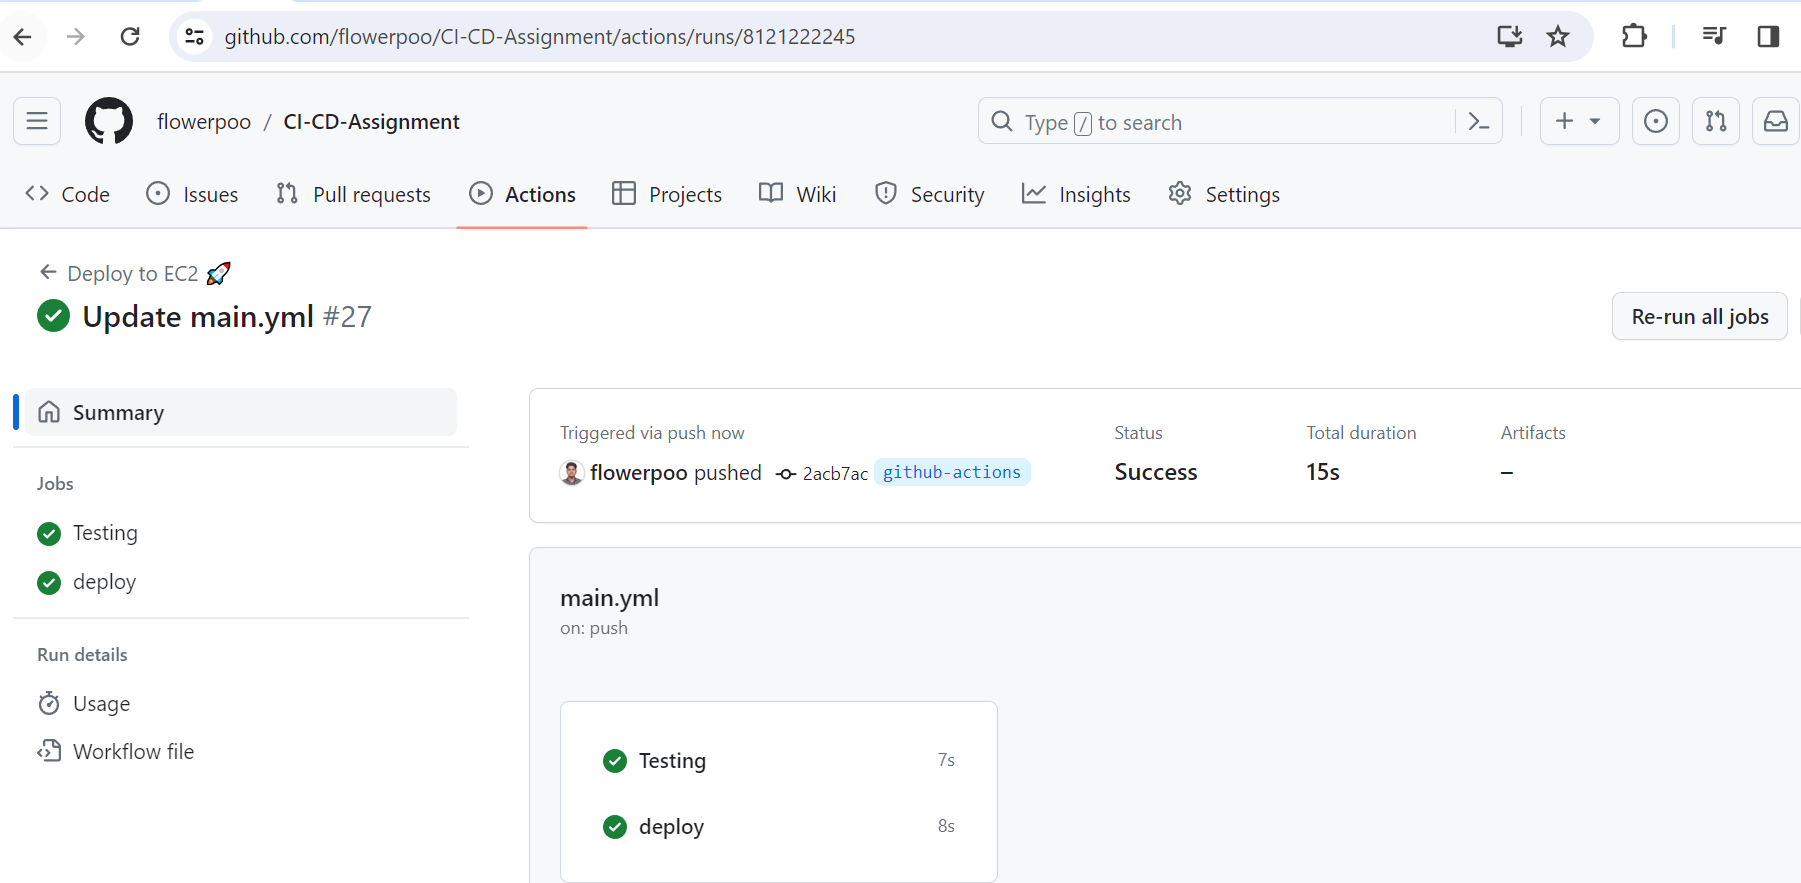 github.com/flowerpoo/CI-CD-Assignment/actions/runs/8121222245
flowerpoo / CI-CD-Assignment
Type / to search
Code Issues Pull requests Actions Projects Wiki Security Insights Settings
Deploy to EC2 🚀
Update main.yml #27
Re-run all jobs
Summary
Jobs
Testing
deploy
Run details
Usage
Workflow file
Triggered via push now
flowerpoo pushed 2acb7ac github-actions
Status
Success
Total duration
15s
Artifacts
–
main.yml
on: push
Testing 7s
deploy 8s